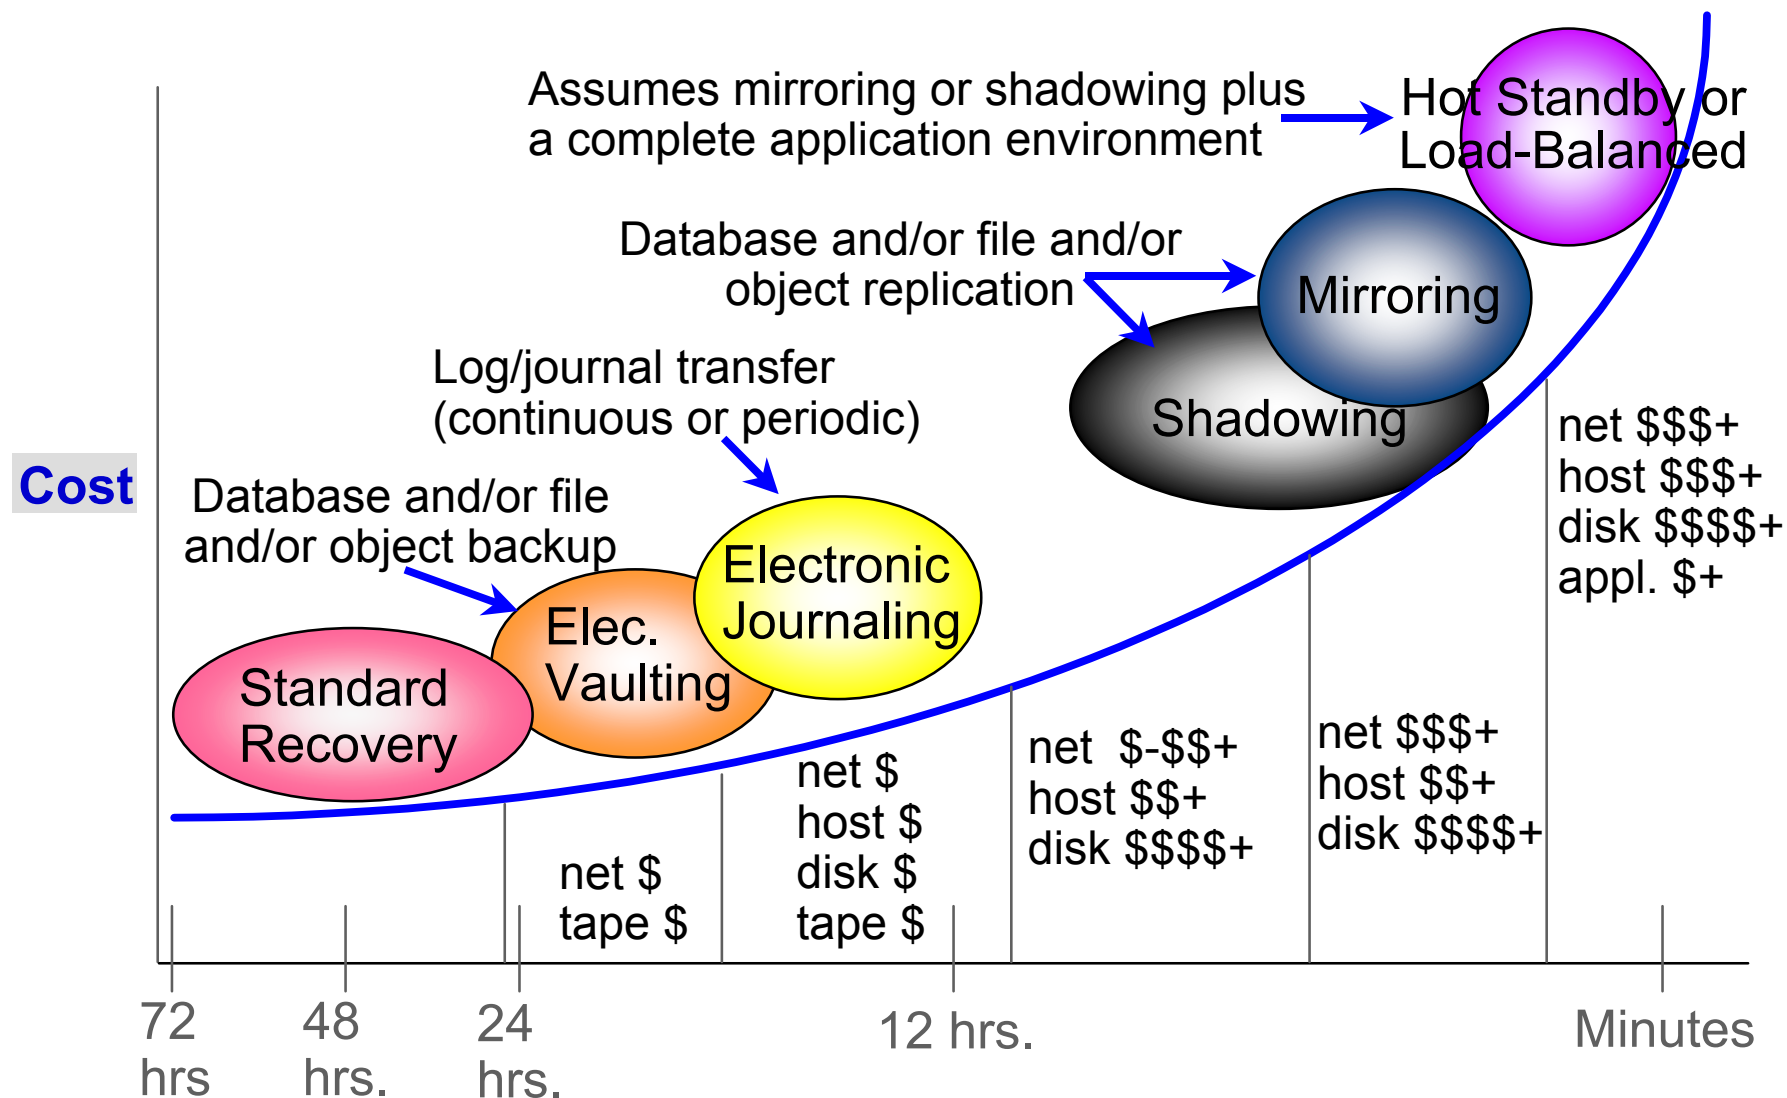 Assumes mirroring or shadowing plus
a complete application environment
Hot Standby or
Load-Balanced
Database and/or file and/or
object replication
Mirroring
Shadowing
Log/journal transfer
(continuous or periodic)
Cost
Database and/or file
and/or object backup
Electronic
Journaling
Elec.
Vaulting
Standard
Recovery
net $
tape $
net $
host $
disk $
tape $
net $-$$+
host $$+
disk $$$$+
net $$$+
host $$+
disk $$$$+
net $$$+
host $$$+
disk $$$$+
appl. $+
72
hrs
48
hrs.
24
hrs.
12 hrs.
Minutes